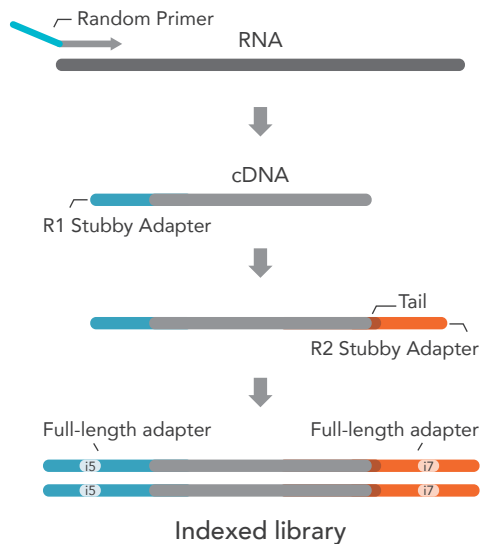 Random Primer
RNA
cDNA
R1 Stubby Adapter
Tail
R2 Stubby Adapter
Full-length adapter Full-length adapter
i5 i7
i5 i7
Indexed library